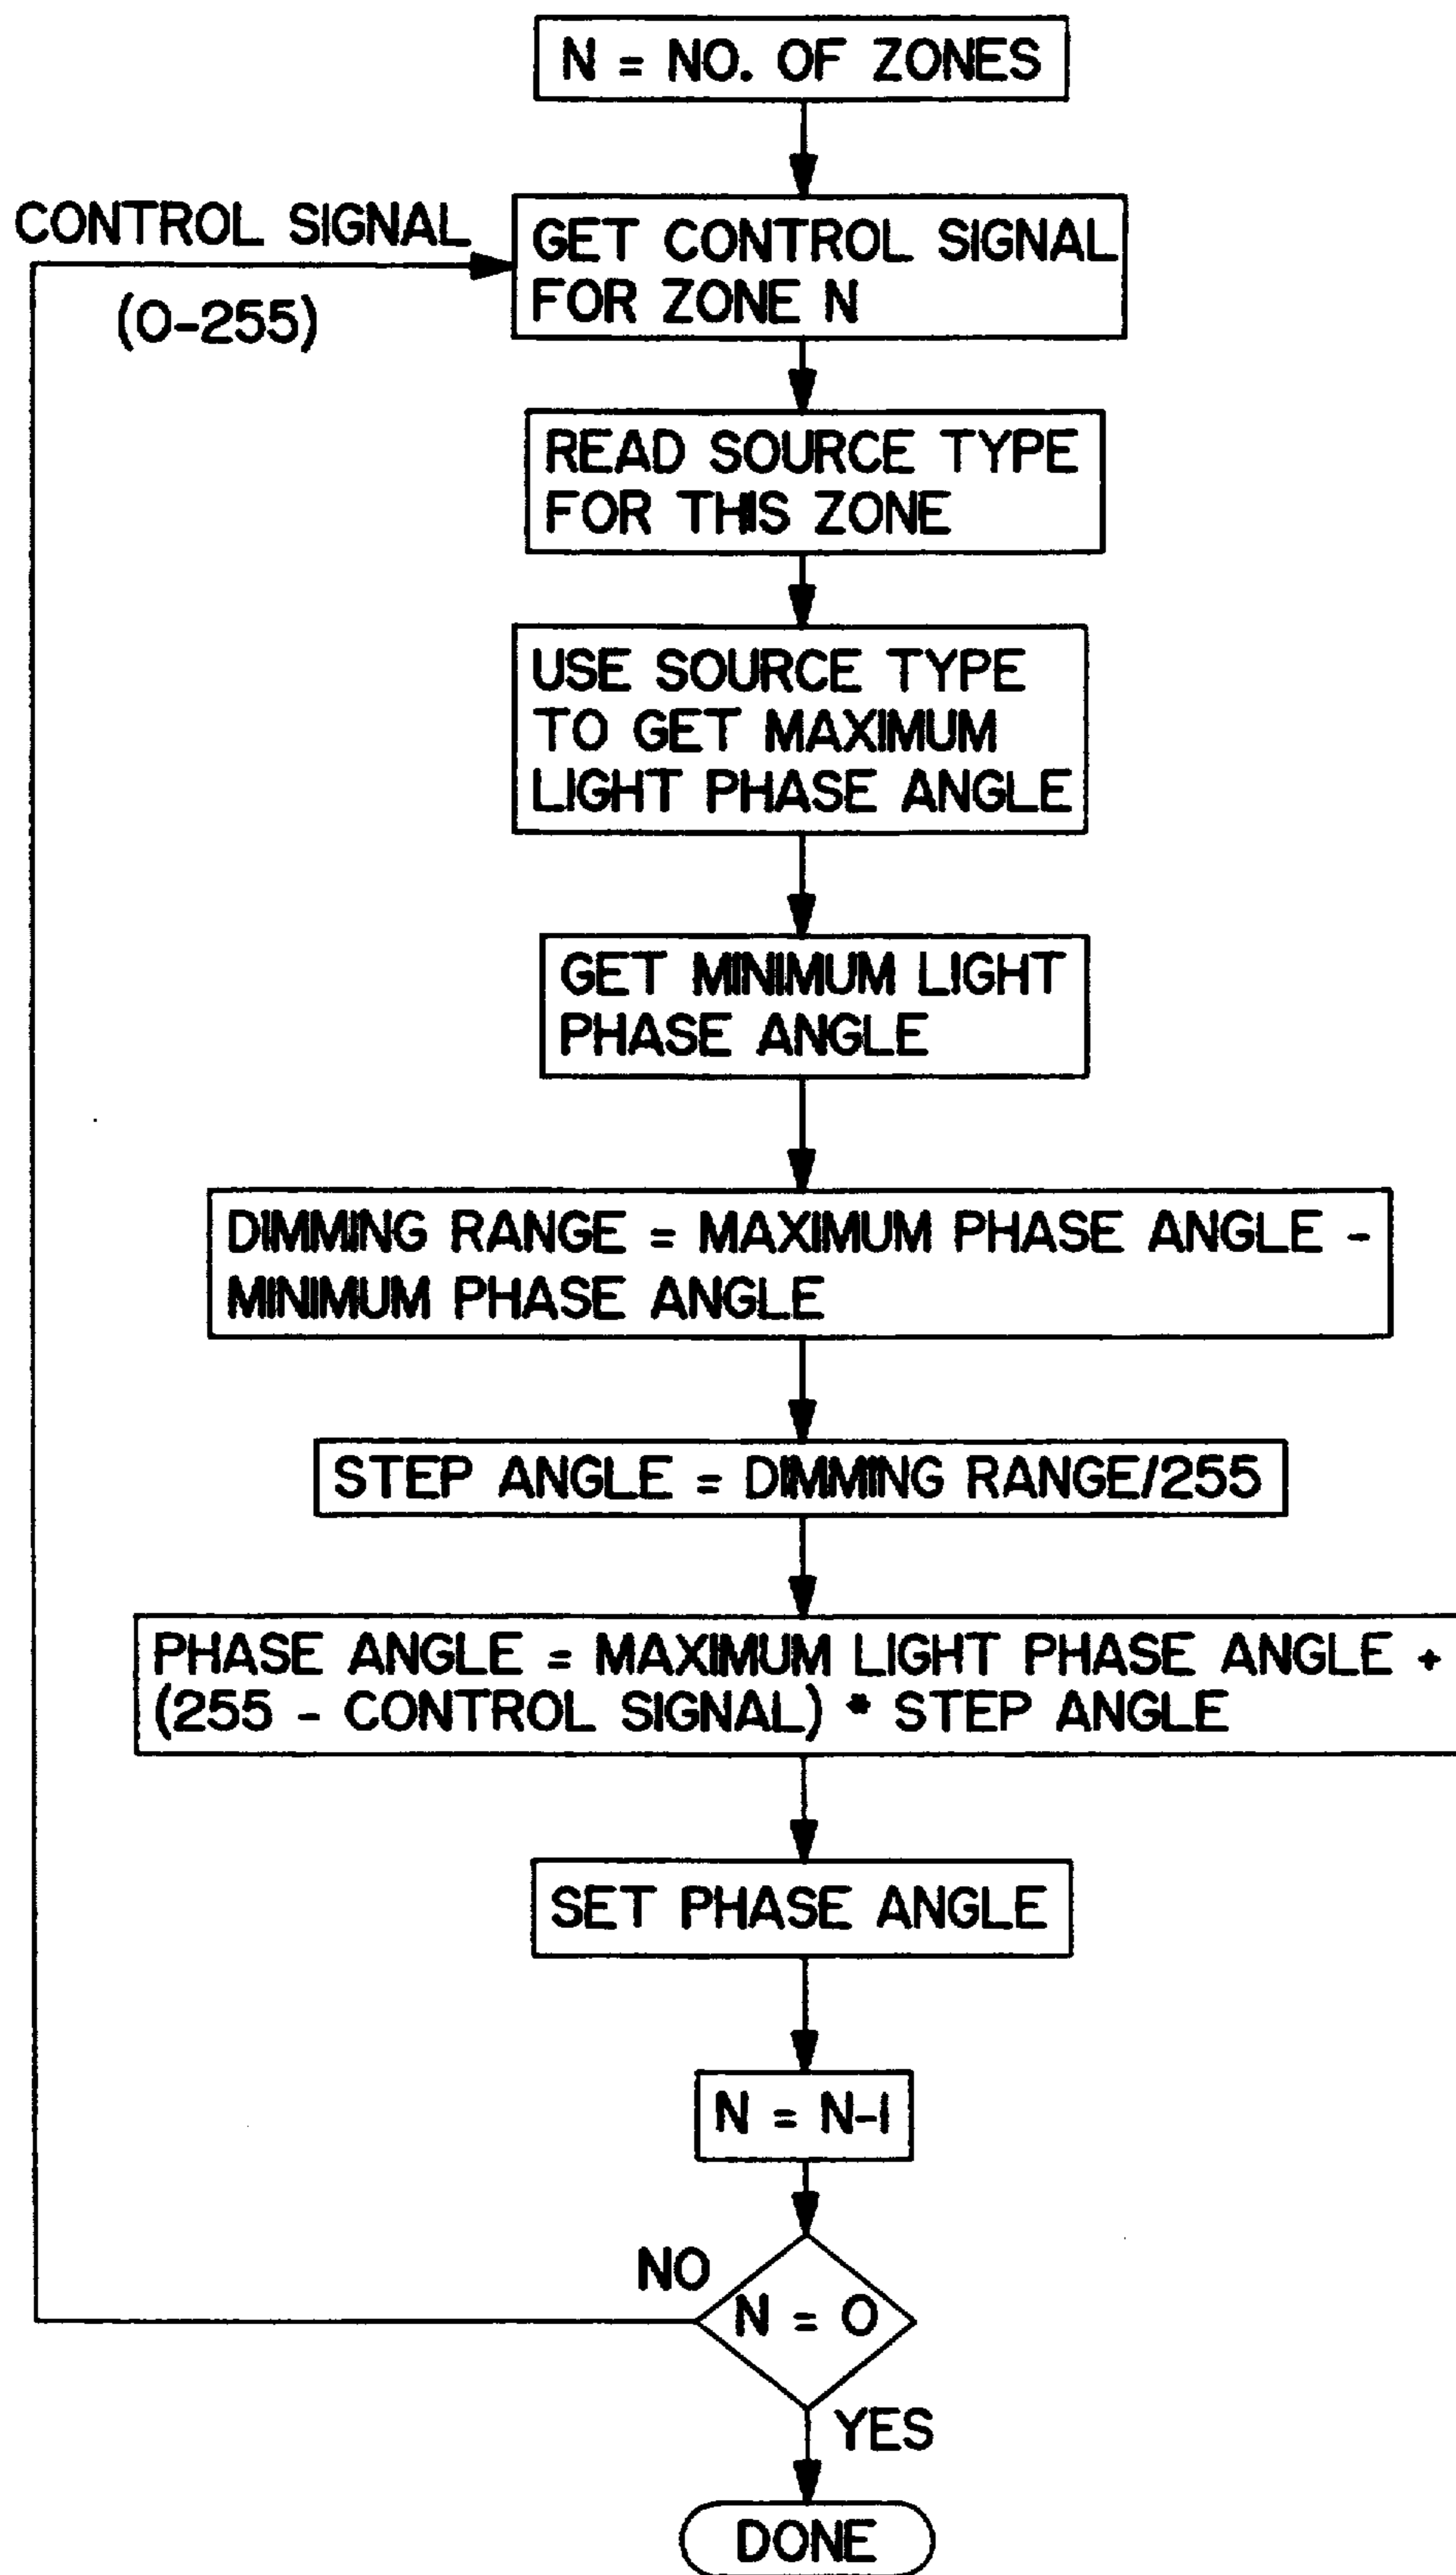 N = NO. OF ZONES
CONTROL SIGNAL
(0-255)
GET CONTROL SIGNAL
FOR ZONE N
READ SOURCE TYPE
FOR THIS ZONE
USE SOURCE TYPE
TO GET MAXIMUM
LIGHT PHASE ANGLE
GET MINIMUM LIGHT
PHASE ANGLE
DIMMING RANGE = MAXIMUM PHASE ANGLE -
MINIMUM PHASE ANGLE
STEP ANGLE = DIMMING RANGE/255
PHASE ANGLE = MAXIMUM LIGHT PHASE ANGLE +
(255 - CONTROL SIGNAL) * STEP ANGLE
SET PHASE ANGLE
N = N-1
NO
N = 0
YES
DONE